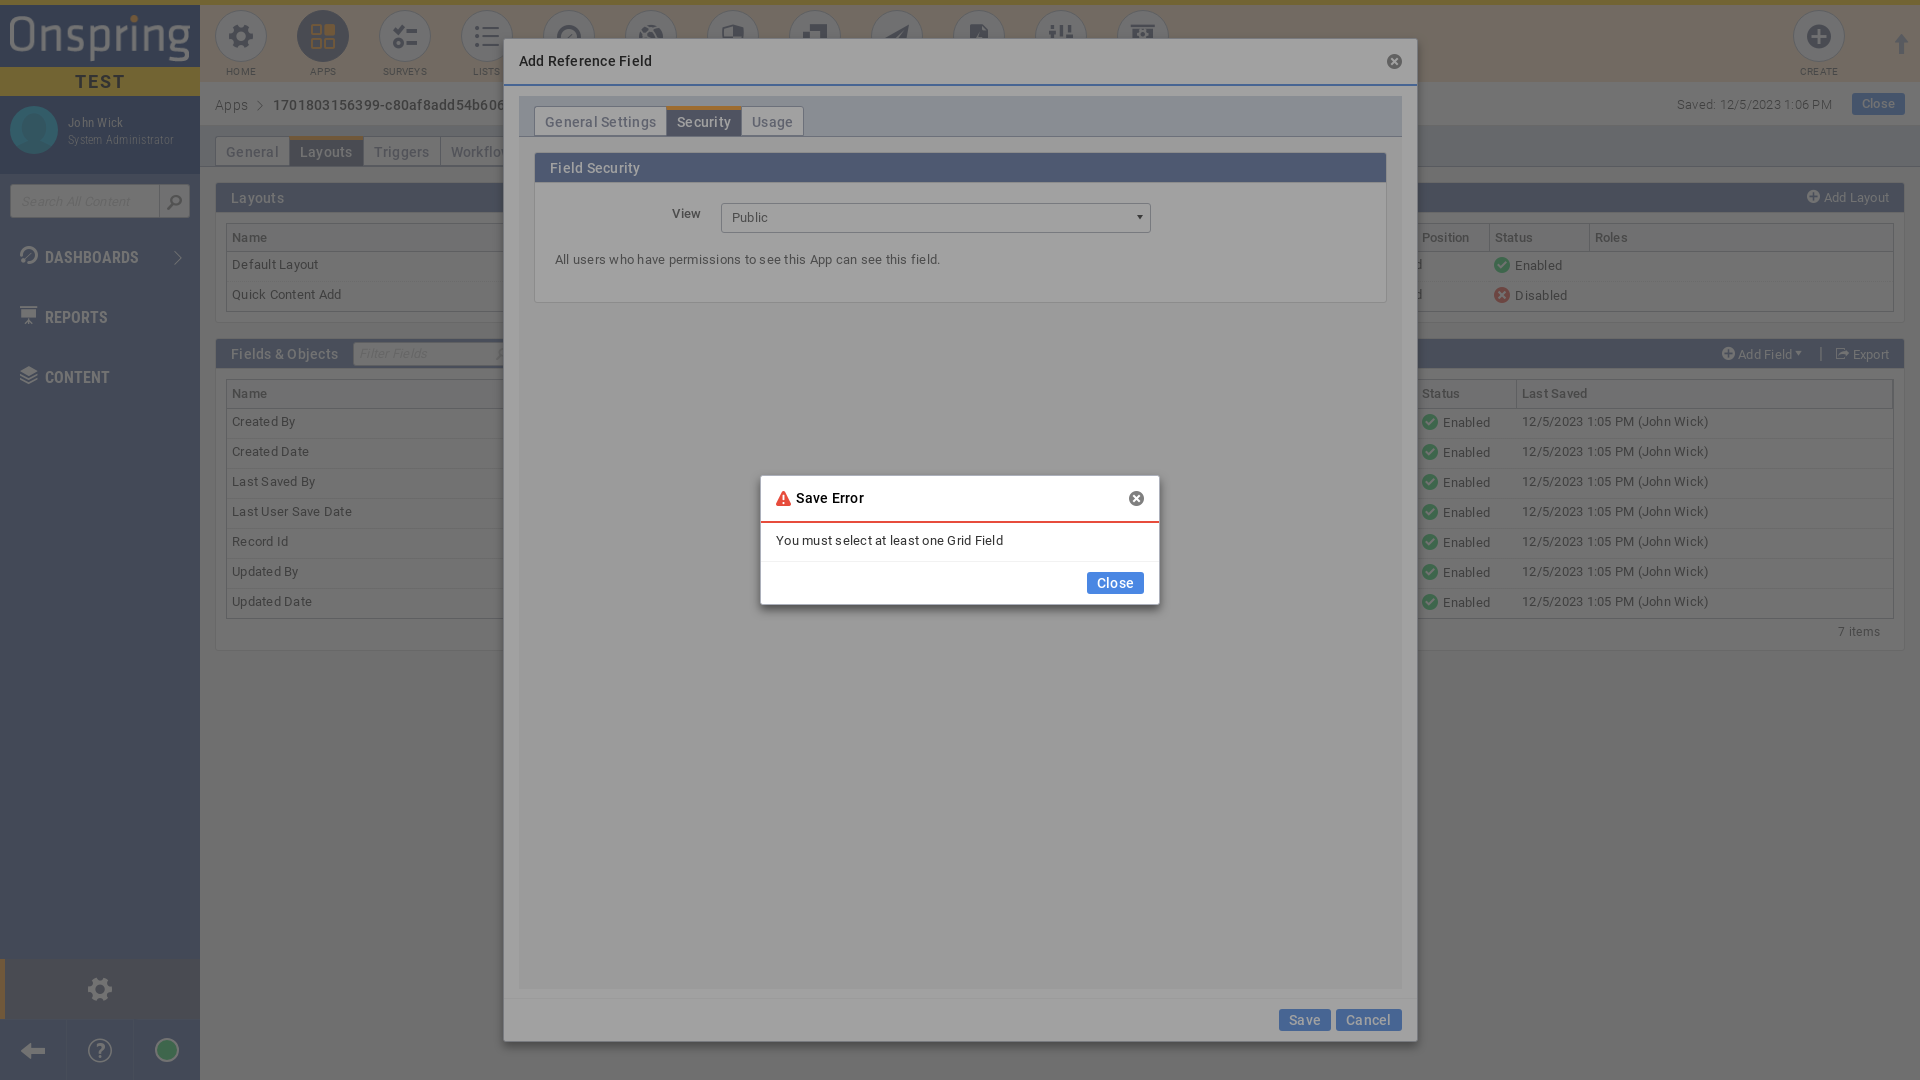 Onspring
TEST
John Wick
System Administrator
Search All Content
DASHBOARDS
REPORTS
CONTENT
HOME
APPS
SURVEYS
LISTS
CREATE
Apps
1701803156399-c80af8add54b606
Saved: 12/5/2023 1:06 PM
Close
General
Layouts
Triggers
Layouts
Add Layout
Name
Position
Status
Roles
Default Layout
Enabled
Quick Content Add
Disabled
Fields & Objects
Filter Fields
Add Field
Export
Name
Status
Last Saved
Created By
Enabled
12/5/2023 1:05 PM (John Wick)
Created Date
Enabled
12/5/2023 1:05 PM (John Wick)
Last Saved By
Enabled
12/5/2023 1:05 PM (John Wick)
Last User Save Date
Enabled
12/5/2023 1:05 PM (John Wick)
Record Id
Enabled
12/5/2023 1:05 PM (John Wick)
Updated By
Enabled
12/5/2023 1:05 PM (John Wick)
Updated Date
Enabled
12/5/2023 1:05 PM (John Wick)
7 items
Add Reference Field
General Settings
Security
Usage
Field Security
View
Public
All users who have permissions to see this App can see this field.
Save Error
You must select at least one Grid Field
Close
Save
Cancel